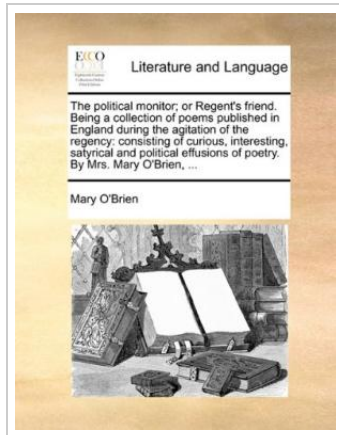 ECCO
Literature and Language
The political monitor; or Regent's friend.
Being a collection of poems published in
England during the agitation of the
regency: consisting of curious, interesting,
satyrical and political effusions of poetry.
By Mrs. Mary O'Brien, ...
Mary O'Brien